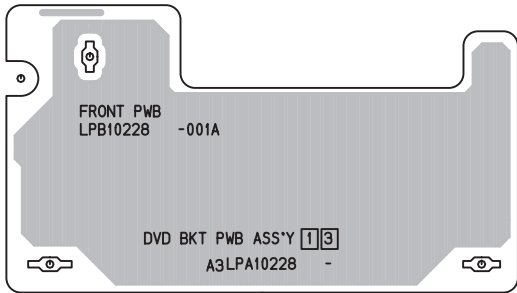 FRONT PWB
LPB10228 -001A
DVD BKT PWB ASS'Y 1 3
A3LPA10228 -